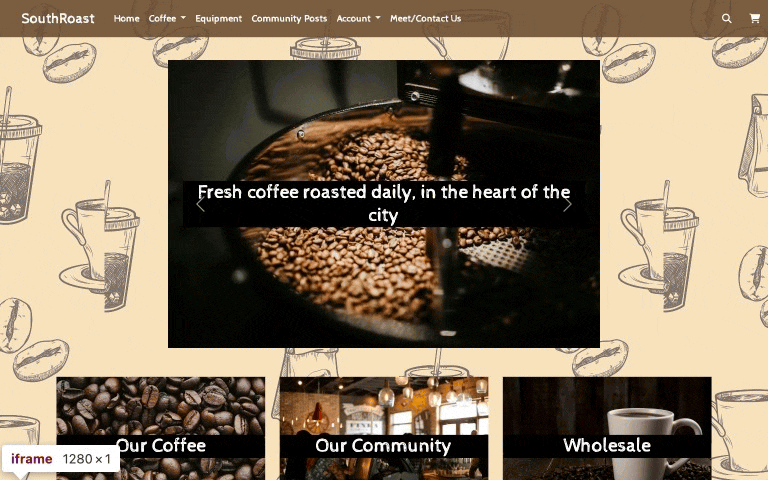 SouthRoast Home Coffee Equipment Community Posts Account Meet/Contact Us
Fresh coffee roasted daily, in the heart of the
city
Our Coffee Our Community Wholesale
iframe 1280 × 1